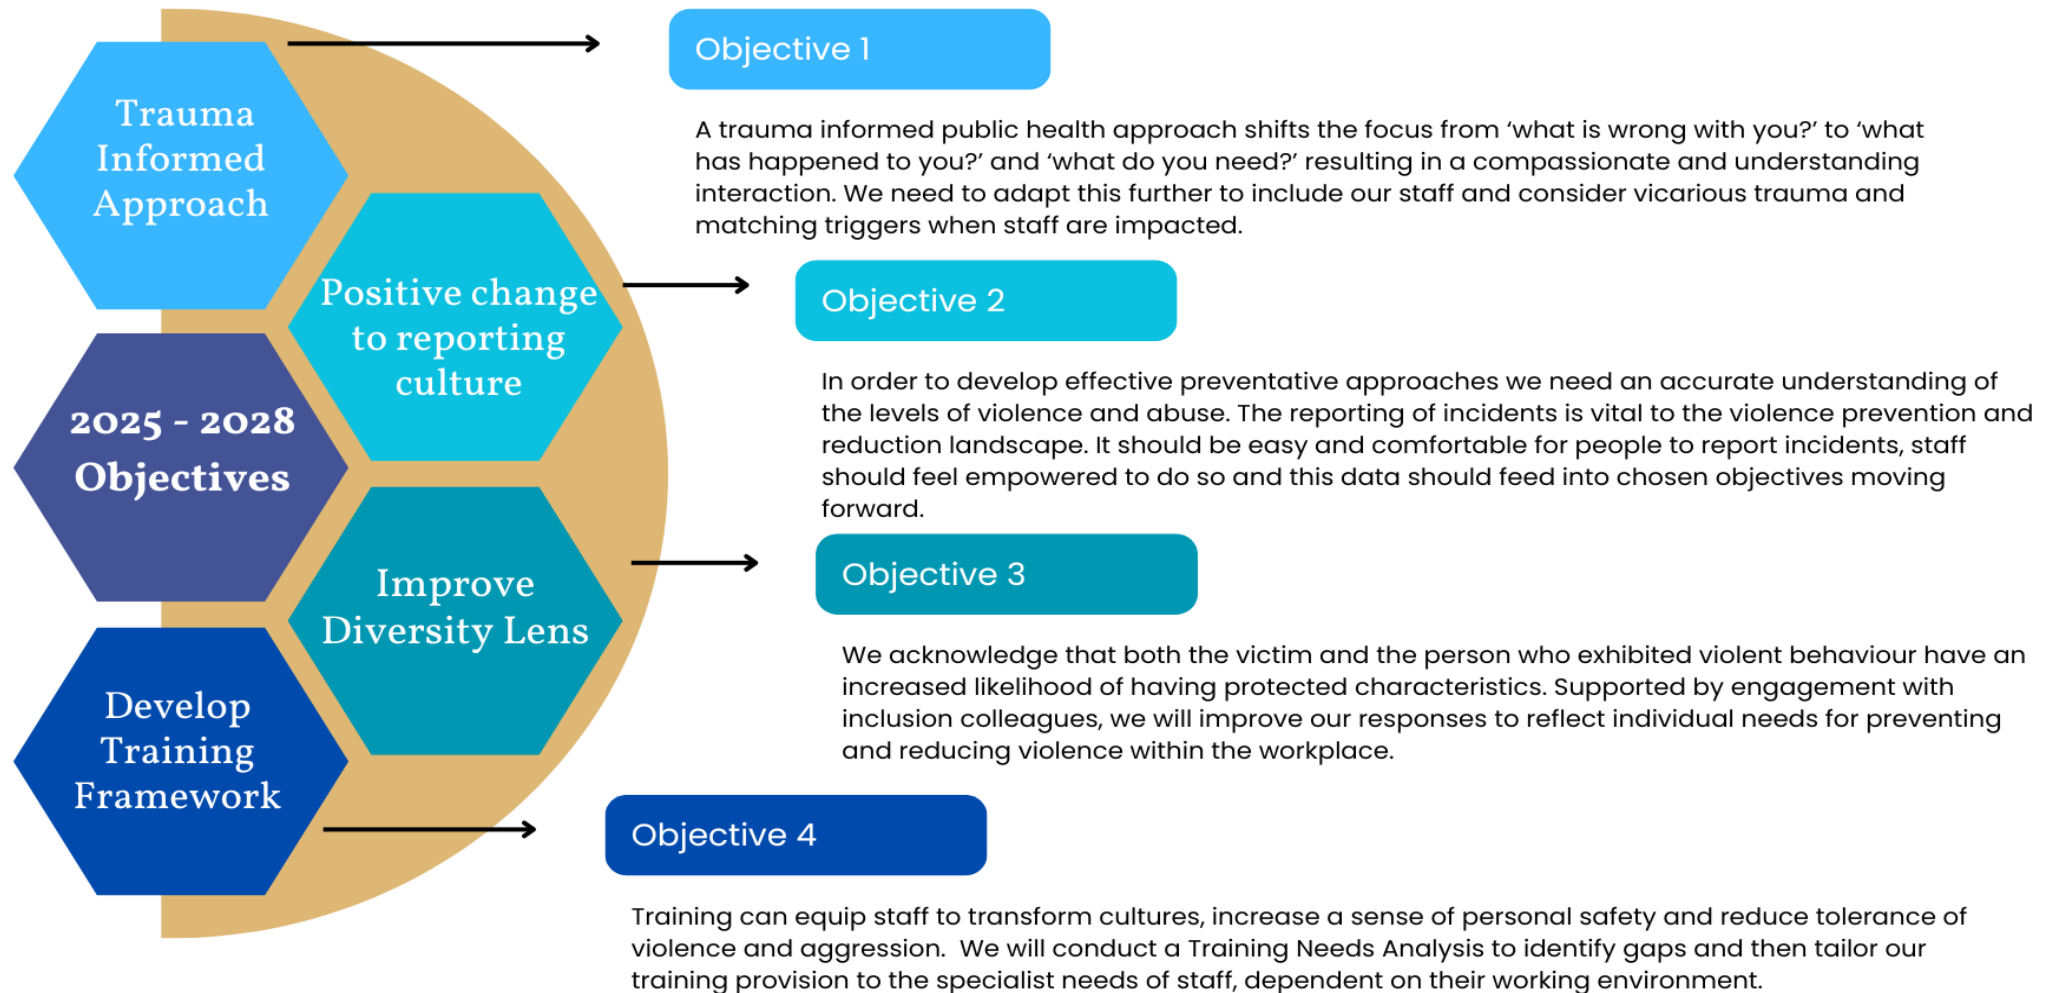 Trauma
Informed
Approach
Objective 1
A trauma informed public health approach shifts the focus from ‘what is wrong with you?’ to ‘what
has happened to you?’ and ‘what do you need?’ resulting in a compassionate and understanding
interaction. We need to adapt this further to include our staff and consider vicarious trauma and
matching triggers when staff are impacted.
Positive change
to reporting
culture
Objective 2
In order to develop effective preventative approaches we need an accurate understanding of
the levels of violence and abuse. The reporting of incidents is vital to the violence prevention and
reduction landscape. It should be easy and comfortable for people to report incidents, staff
should feel empowered to do so and this data should feed into chosen objectives moving
forward.
2025 - 2028
Objectives
Improve
Diversity Lens
Objective 3
We acknowledge that both the victim and the person who exhibited violent behaviour have an
increased likelihood of having protected characteristics. Supported by engagement with
inclusion colleagues, we will improve our responses to reflect individual needs for preventing
and reducing violence within the workplace.
Develop
Training
Framework
Objective 4
Training can equip staff to transform cultures, increase a sense of personal safety and reduce tolerance of
violence and aggression.  We will conduct a Training Needs Analysis to identify gaps and then tailor our
training provision to the specialist needs of staff, dependent on their working environment.